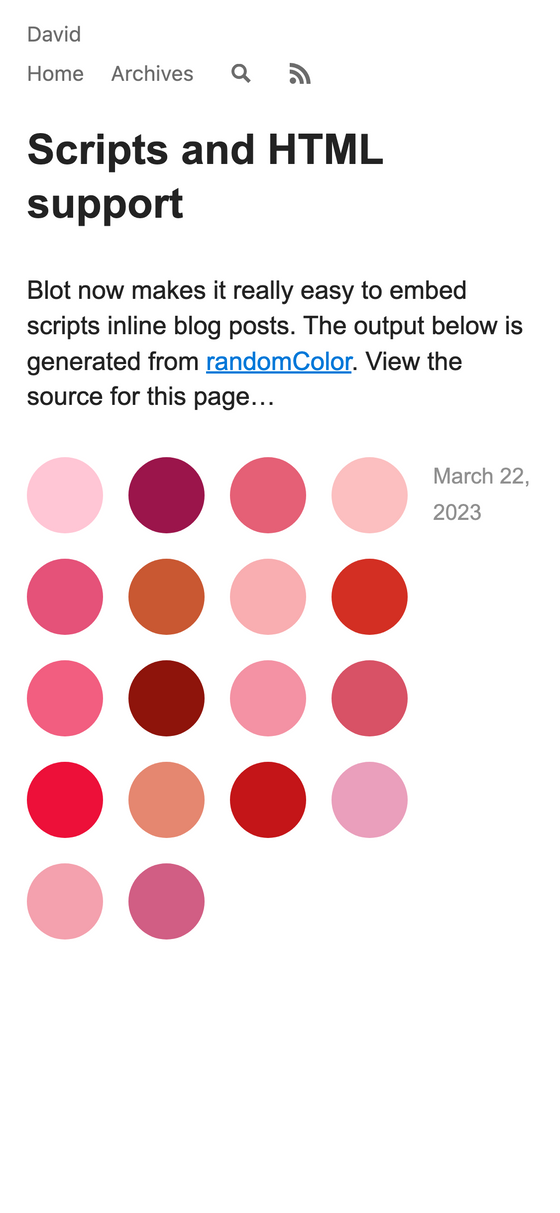 David
Home Archives
Scripts and HTML
support
Blot now makes it really easy to embed
scripts inline blog posts. The output below is
generated from randomColor. View the
source for this page…
March 22,
2023